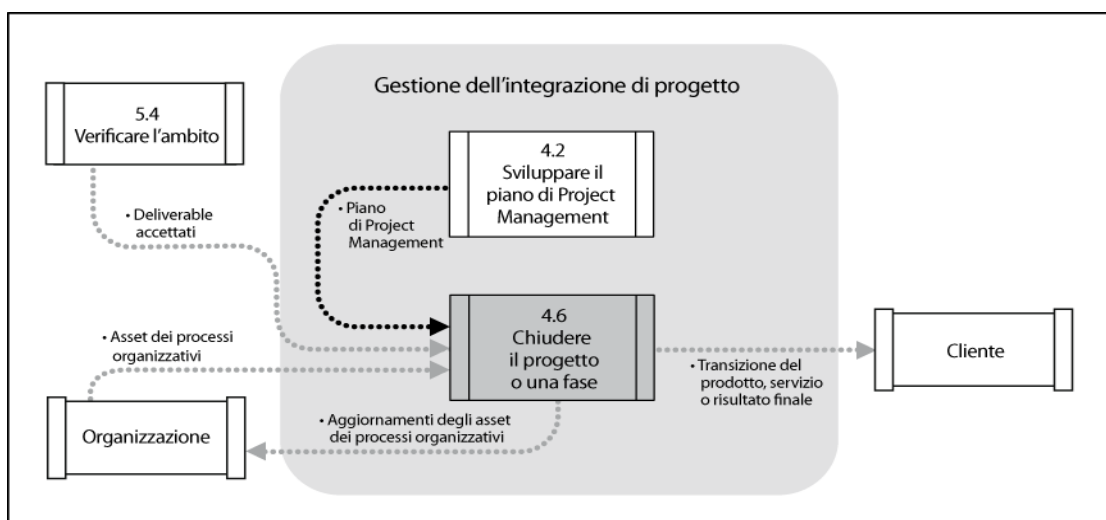 Gestione dell’integrazione di progetto
5.4
Verificare l’ambito
4.2
Sviluppare il
piano di Project
Management
• Deliverable
accettati
• Piano
di Project
Management
4.6
Chiudere
il progetto
o una fase
• Asset dei processi
organizzativi
Cliente
• Transizione del
prodotto, servizio
o risultato finale
Organizzazione
• Aggiornamenti degli asset
dei processi organizzativi